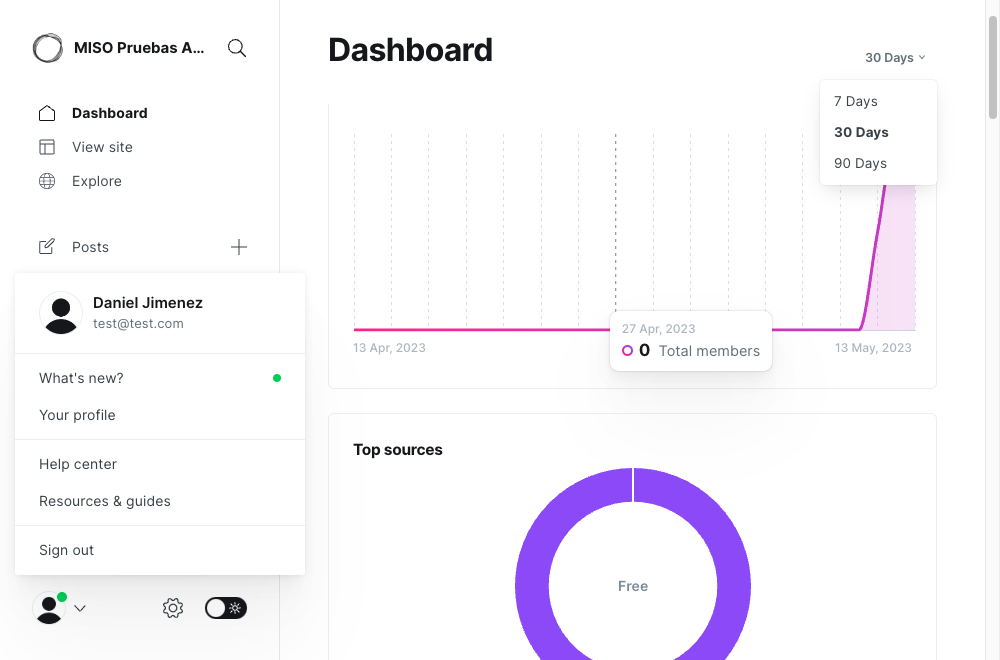 MISO Pruebas A...
Dashboard
View site
Explore
Posts
Daniel Jimenez
test@test.com
What's new?
Your profile
Help center
Resources & guides
Sign out
Dashboard
30 Days
7 Days
30 Days
90 Days
27 Apr, 2023
0 Total members
13 Apr, 2023
13 May, 2023
Top sources
Free